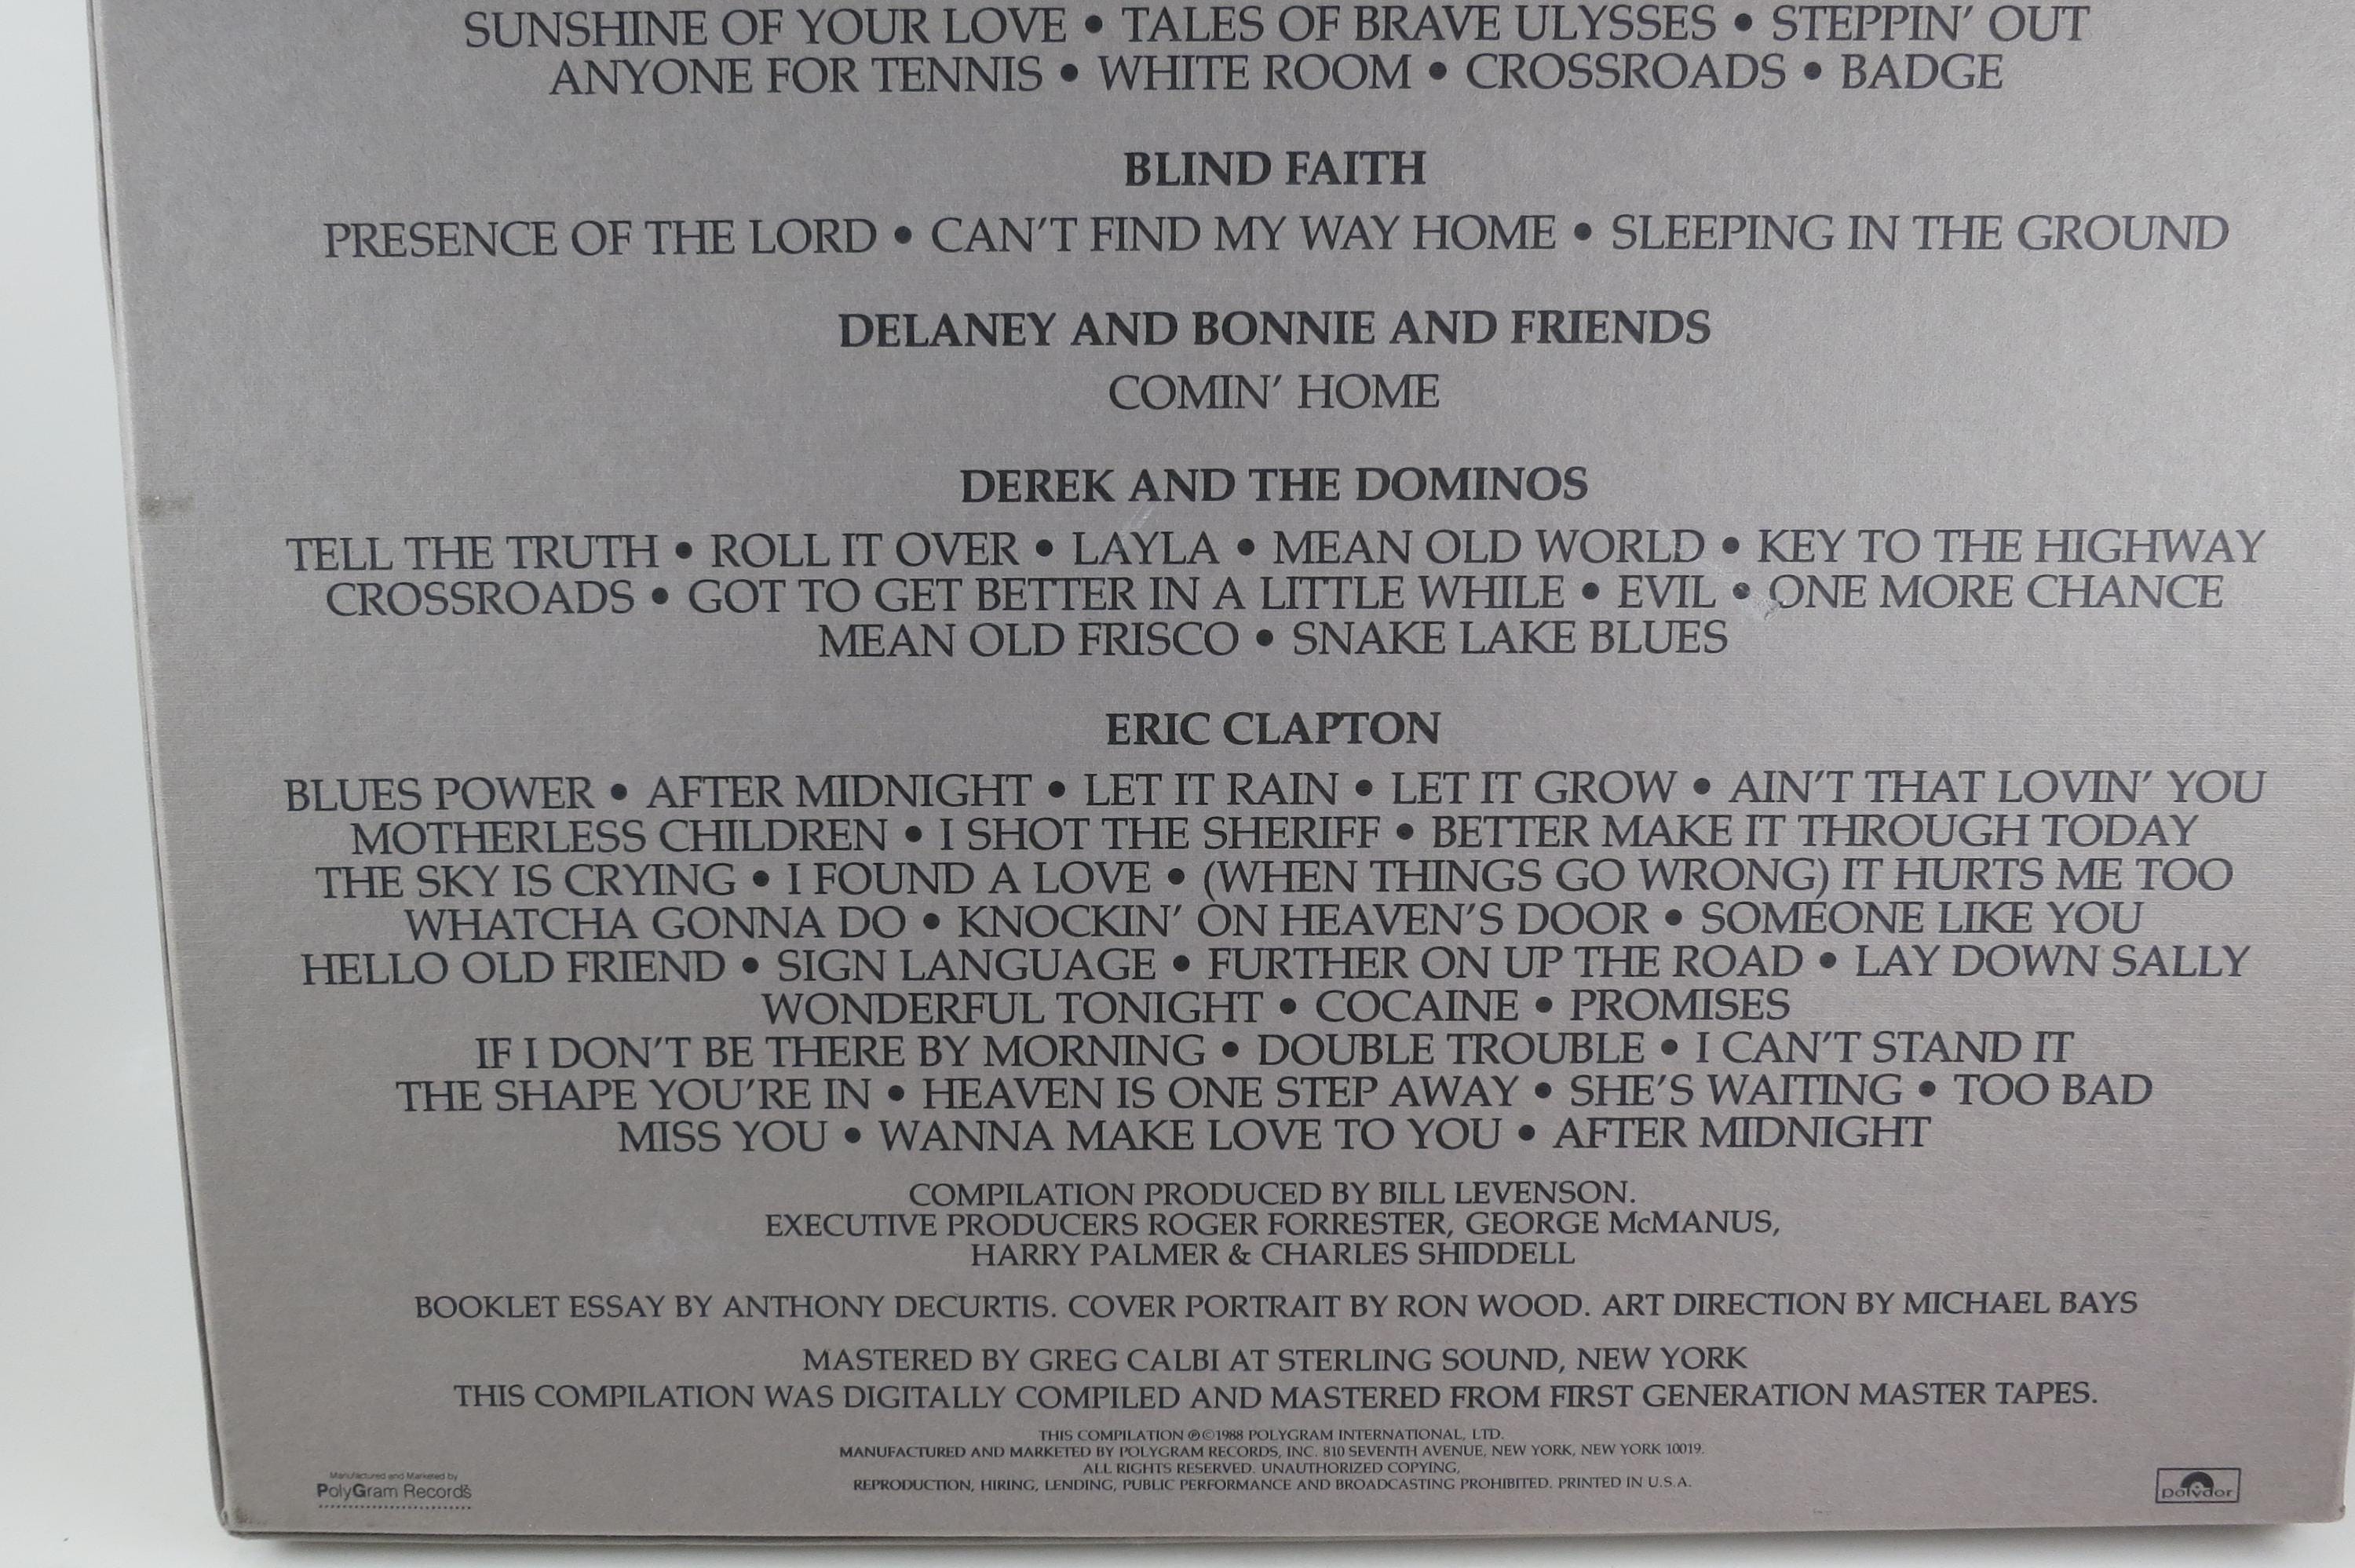 SUNSHINE OF YOUR LOVE • TALES OF BRAVE ULYSSES • STEPPIN' OUT
ANYONE FOR TENNIS • WHITE ROOM • CROSSROADS • BADGE
BLIND FAITH
PRESENCE OF THE LORD • CAN'T FIND MY WAY HOME • SLEEPING IN THE GROUND
DELANEY AND BONNIE AND FRIENDS
COMIN' HOME
DEREK AND THE DOMINOS
TELL THE TRUTH • ROLL IT OVER • LAYLA • MEAN OLD WORLD • KEY TO THE HIGHWAY
CROSSROADS • GOT TO GET BETTER IN A LITTLE WHILE • EVIL • ONE MORE CHANCE
MEAN OLD FRISCO • SNAKE LAKE BLUES
ERIC CLAPTON
BLUES POWER • AFTER MIDNIGHT • LET IT RAIN • LET IT GROW • AIN'T THAT LOVIN' YOU
MOTHERLESS CHILDREN • I SHOT THE SHERIFF • BETTER MAKE IT THROUGH TODAY
THE SKY IS CRYING • I FOUND A LOVE • (WHEN THINGS GO WRONG) IT HURTS ME TOO
WHATCHA GONNA DO • KNOCKIN' ON HEAVEN'S DOOR • SOMEONE LIKE YOU
HELLO OLD FRIEND • SIGN LANGUAGE • FURTHER ON UP THE ROAD • LAY DOWN SALLY
WONDERFUL TONIGHT • COCAINE • PROMISES
IF I DON'T BE THERE BY MORNING • DOUBLE TROUBLE • I CAN'T STAND IT
THE SHAPE YOU'RE IN • HEAVEN IS ONE STEP AWAY • SHE'S WAITING • TOO BAD
MISS YOU • WANNA MAKE LOVE TO YOU • AFTER MIDNIGHT
COMPILATION PRODUCED BY BILL LEVENSON.
EXECUTIVE PRODUCERS ROGER FORRESTER, GEORGE McMANUS,
HARRY PALMER & CHARLES SHIDDELL
BOOKLET ESSAY BY ANTHONY DECURTIS. COVER PORTRAIT BY RON WOOD. ART DIRECTION BY MICHAEL BAYS
MASTERED BY GREG CALBI AT STERLING SOUND, NEW YORK
THIS COMPILATION WAS DIGITALLY COMPILED AND MASTERED FROM FIRST GENERATION MASTER TAPES.
THIS COMPILATION ℗©1988 POLYGRAM INTERNATIONAL, LTD.
MANUFACTURED AND MARKETED BY POLYGRAM RECORDS, INC. 810 SEVENTH AVENUE, NEW YORK, NEW YORK 10019.
ALL RIGHTS RESERVED. UNAUTHORIZED COPYING,
REPRODUCTION, HIRING, LENDING, PUBLIC PERFORMANCE AND BROADCASTING PROHIBITED. PRINTED IN U.S.A.
Manufactured and Marketed by
PolyGram Records
polydor